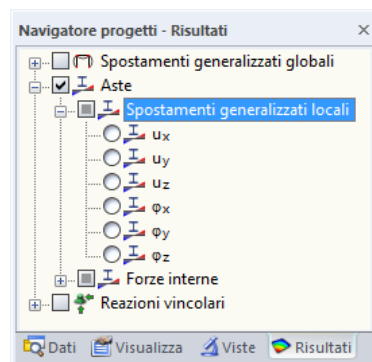 Navigatore progetti - Risultati
Spostamenti generalizzati globali
Aste
Spostamenti generalizzati locali
ux
uy
uz
φx
φy
φz
Forze interne
Reazioni vincolari
Dati Visualizza Viste Risultati